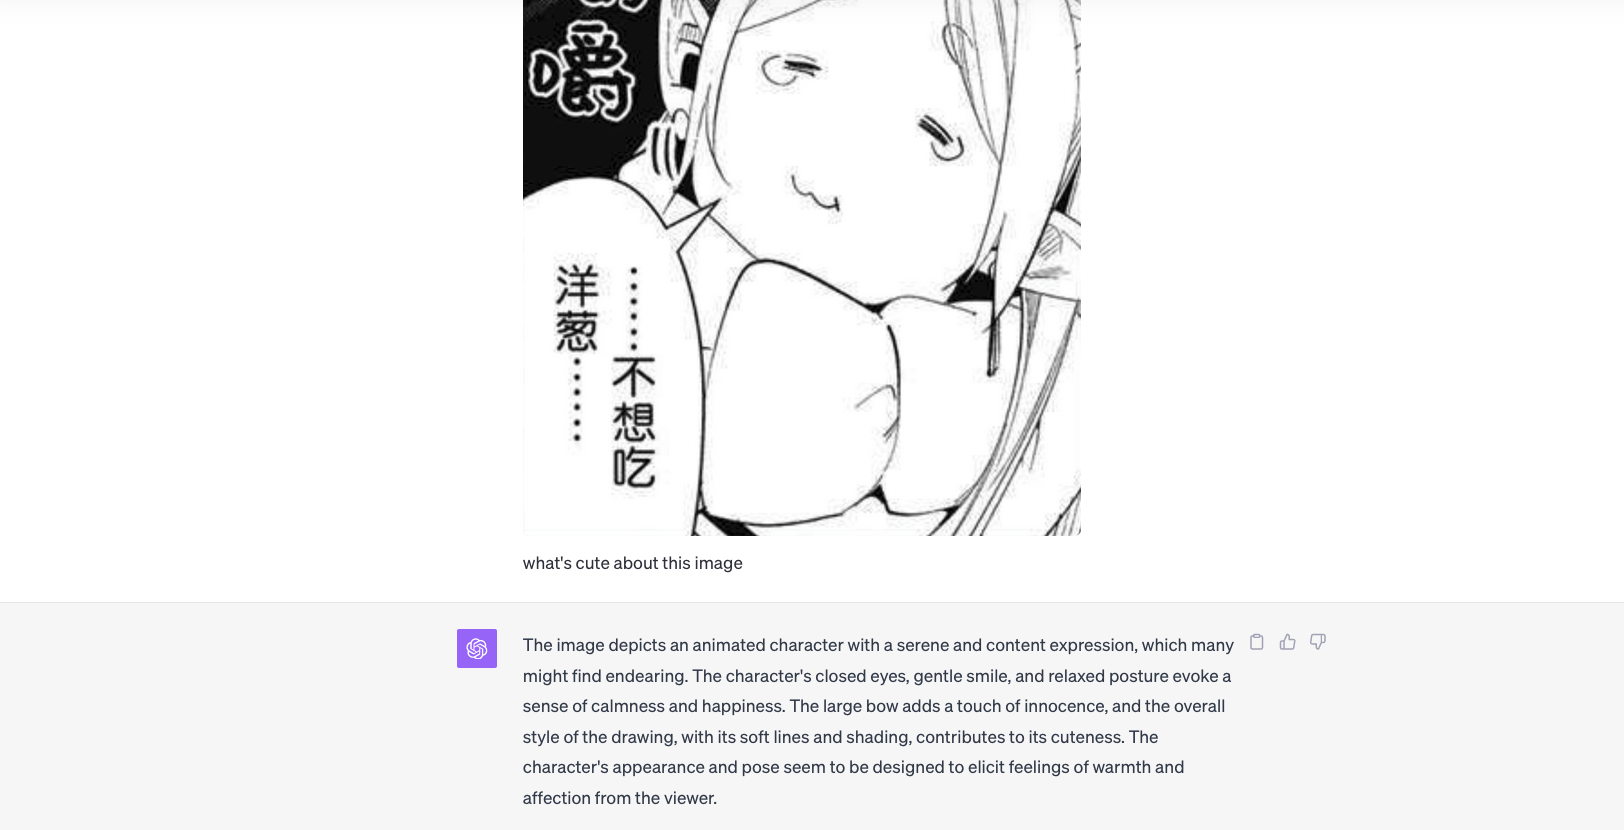 嚼
……不想吃
洋葱……
what's cute about this image
The image depicts an animated character with a serene and content expression, which many
might find endearing. The character's closed eyes, gentle smile, and relaxed posture evoke a
sense of calmness and happiness. The large bow adds a touch of innocence, and the overall
style of the drawing, with its soft lines and shading, contributes to its cuteness. The
character's appearance and pose seem to be designed to elicit feelings of warmth and
affection from the viewer.